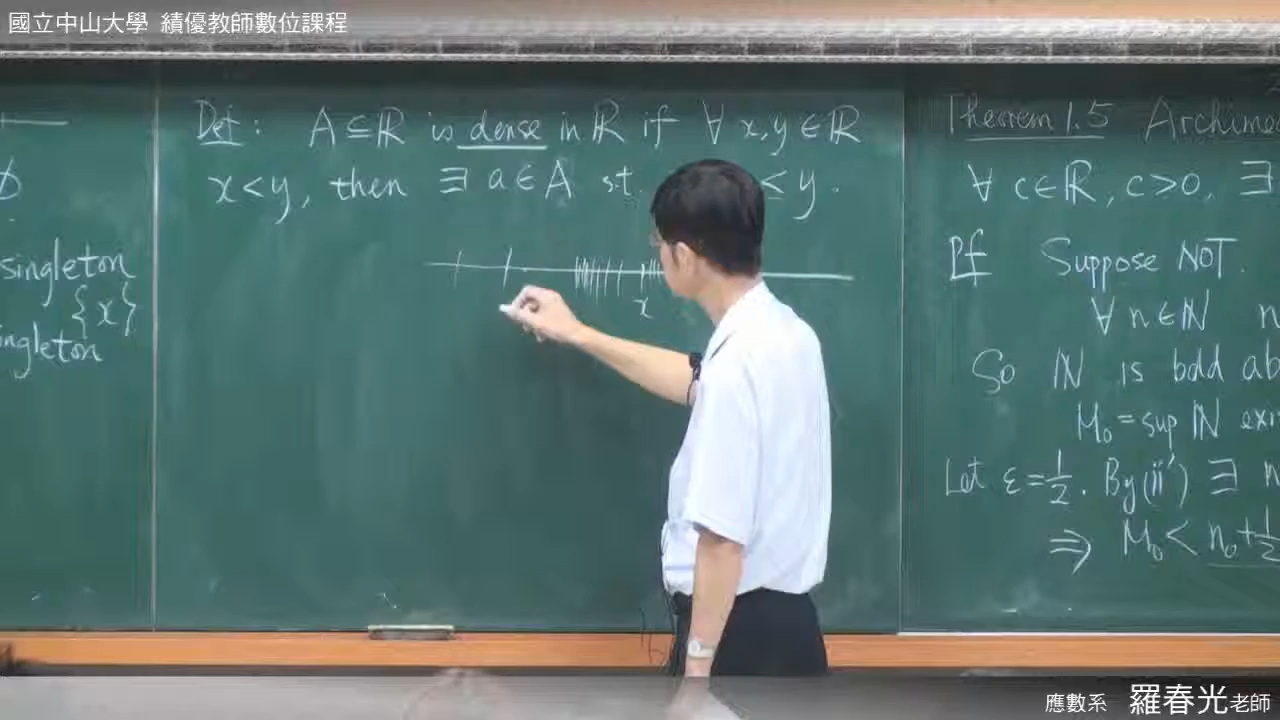 國立中山大學 績優教師數位課程
φ
singleton
{x}
ingleton
Def: A⊆ℝ is dense in ℝ if ∀ x,y∈ℝ
x<y, then ∃ a∈A st. ≤y.
x
Theorem 1.5 Archime
∀ c∈ℝ, c>0, ∃
Pf Suppose NOT.
∀ n∈ℕ n
So ℕ is bdd ab
M₀=sup ℕ exi
Let ε=1/2. By (ii') ∃ n
⇒ M₀< n₀+1/2
應數系 羅春光老師